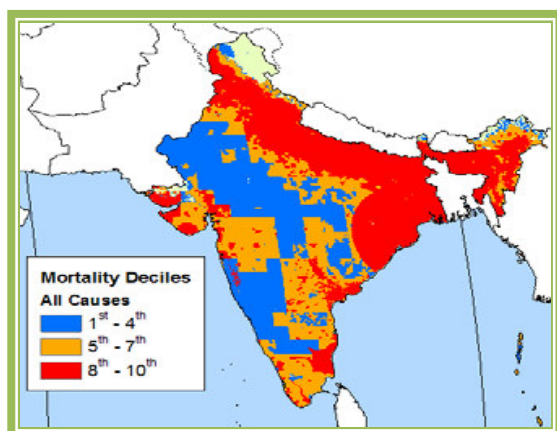 Mortality Deciles
All Causes
1st - 4th
5th - 7th
8th - 10th